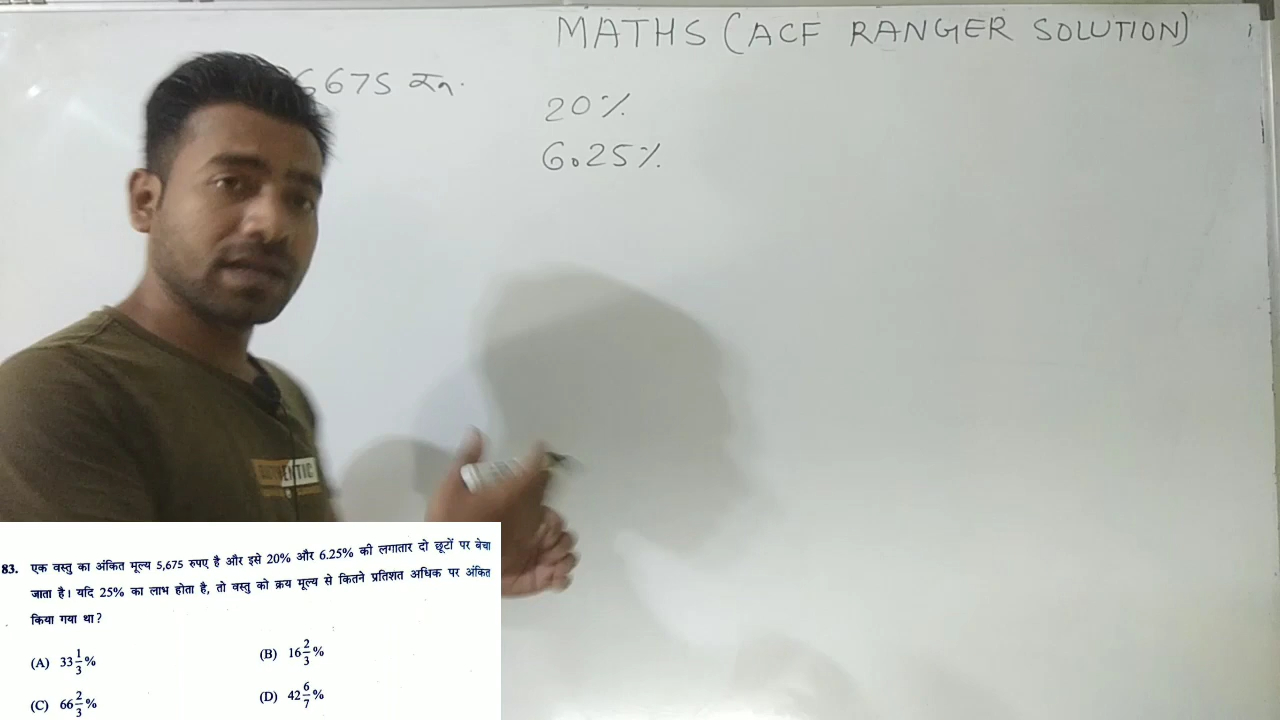 MATHS (ACF RANGER SOLUTION)
6675 रू.
20%
6.25%
83. एक वस्तु का अंकित मूल्य 5,675 रुपए है और इसे 20% और 6.25% की लगातार दो छूटों पर बेचा
जाता है। यदि 25% का लाभ होता है, तो वस्तु को क्रय मूल्य से कितने प्रतिशत अधिक पर अंकित
किया गया था?
(A) 33 1/3 %
(B) 16 2/3 %
(C) 66 2/3 %
(D) 42 6/7 %